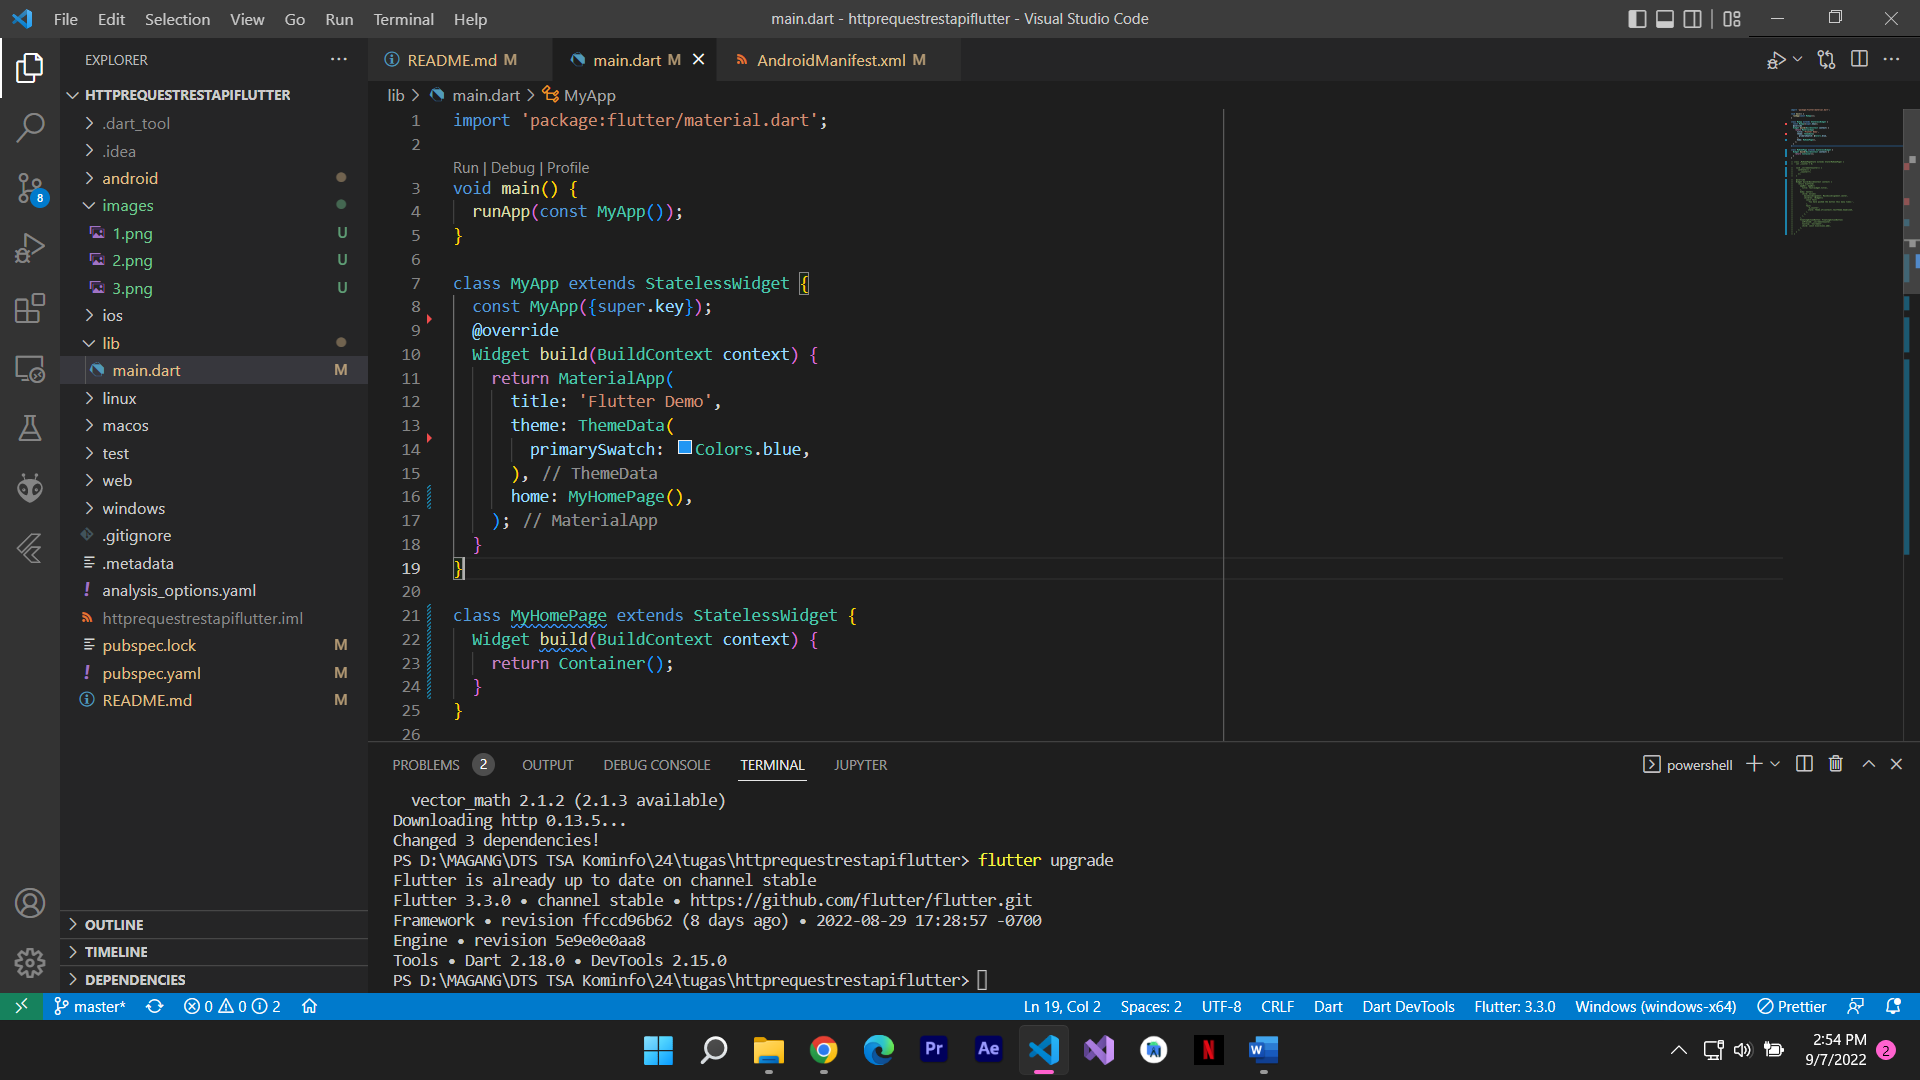 File Edit Selection View Go Run Terminal Help
main.dart - httprequestrestapiflutter - Visual Studio Code
EXPLORER
HTTPREQUESTRESTAPIFLUTTER
.dart_tool
.idea
android
images
1.png U
2.png U
3.png U
ios
lib
main.dart M
linux
macos
test
web
windows
.gitignore
.metadata
analysis_options.yaml
httprequestrestapiflutter.iml
pubspec.lock M
pubspec.yaml M
README.md M
OUTLINE
TIMELINE
DEPENDENCIES
8
README.md M main.dart M AndroidManifest.xml M
lib > main.dart > MyApp
1 import 'package:flutter/material.dart';
2
Run | Debug | Profile
3 void main() {
4 runApp(const MyApp());
5 }
6
7 class MyApp extends StatelessWidget {
8 const MyApp({super.key});
9 @override
10 Widget build(BuildContext context) {
11 return MaterialApp(
12 title: 'Flutter Demo',
13 theme: ThemeData(
14 primarySwatch: Colors.blue,
15 ), // ThemeData
16 home: MyHomePage(),
17 ); // MaterialApp
18 }
19 }
20
21 class MyHomePage extends StatelessWidget {
22 Widget build(BuildContext context) {
23 return Container();
24 }
25 }
26
PROBLEMS 2 OUTPUT DEBUG CONSOLE TERMINAL JUPYTER
powershell
vector_math 2.1.2 (2.1.3 available)
Downloading http 0.13.5...
Changed 3 dependencies!
PS D:\MAGANG\DTS TSA Kominfo\24\tugas\httprequestrestapiflutter> flutter upgrade
Flutter is already up to date on channel stable
Flutter 3.3.0 • channel stable • https://github.com/flutter/flutter.git
Framework • revision ffccd96b62 (8 days ago) • 2022-08-29 17:28:57 -0700
Engine • revision 5e9e0e0aa8
Tools • Dart 2.18.0 • DevTools 2.15.0
PS D:\MAGANG\DTS TSA Kominfo\24\tugas\httprequestrestapiflutter>
master* 0 0 2 Ln 19, Col 2 Spaces: 2 UTF-8 CRLF Dart Dart DevTools Flutter: 3.3.0 Windows (windows-x64) Prettier
Pr Ae N W
2:54 PM
9/7/2022
2